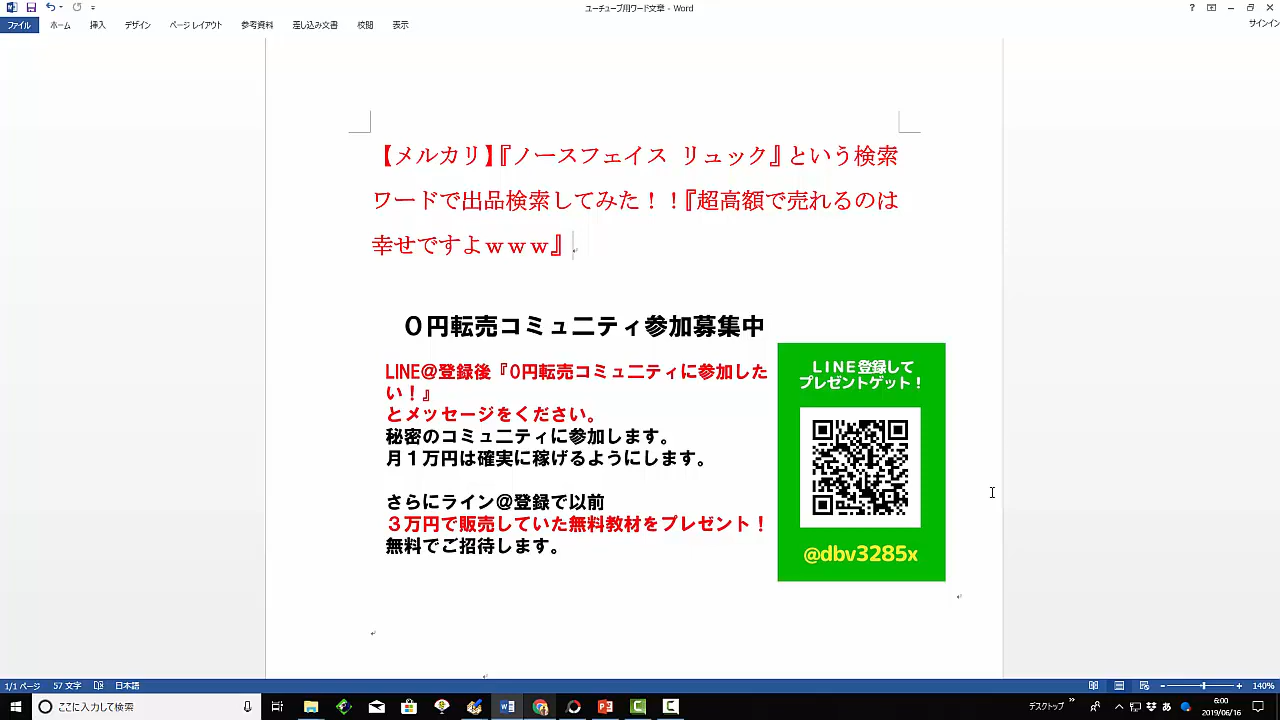 ユーチューブ用ワード文章 - Word
サインイン
ファイル ホーム 挿入 デザイン ページ レイアウト 参考資料 差し込み文書 校閲 表示
【メルカリ】『ノースフェイス リュック』という検索
ワードで出品検索してみた！！『超高額で売れるのは
幸せですよｗｗｗ』
０円転売コミュニティ参加募集中
LINE@登録後『0円転売コミュニティに参加した
い！』
とメッセージをください。
秘密のコミュニティに参加します。
月１万円は確実に稼げるようにします。
さらにライン@登録で以前
３万円で販売していた無料教材をプレゼント！
無料でご招待します。
ＬＩＮＥ登録して
プレゼントゲット！
@dbv3285x
1/1 ページ 57 文字 日本語
140%
ここに入力して検索
デスクトップ
あ
6:00
2019/06/16